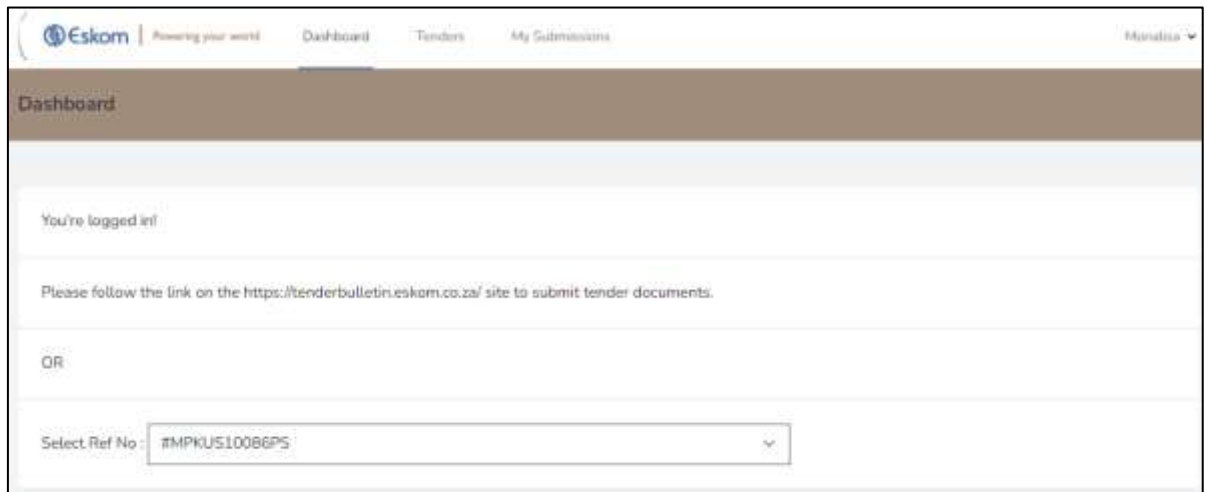 Eskom | Powering your world Dashboard Tenders My Submissions Monalisa
Dashboard
You're logged in!
Please follow the link on the https://tenderbulletin.eskom.co.za/ site to submit tender documents.
OR
Select Ref No : #MPKUS10086PS